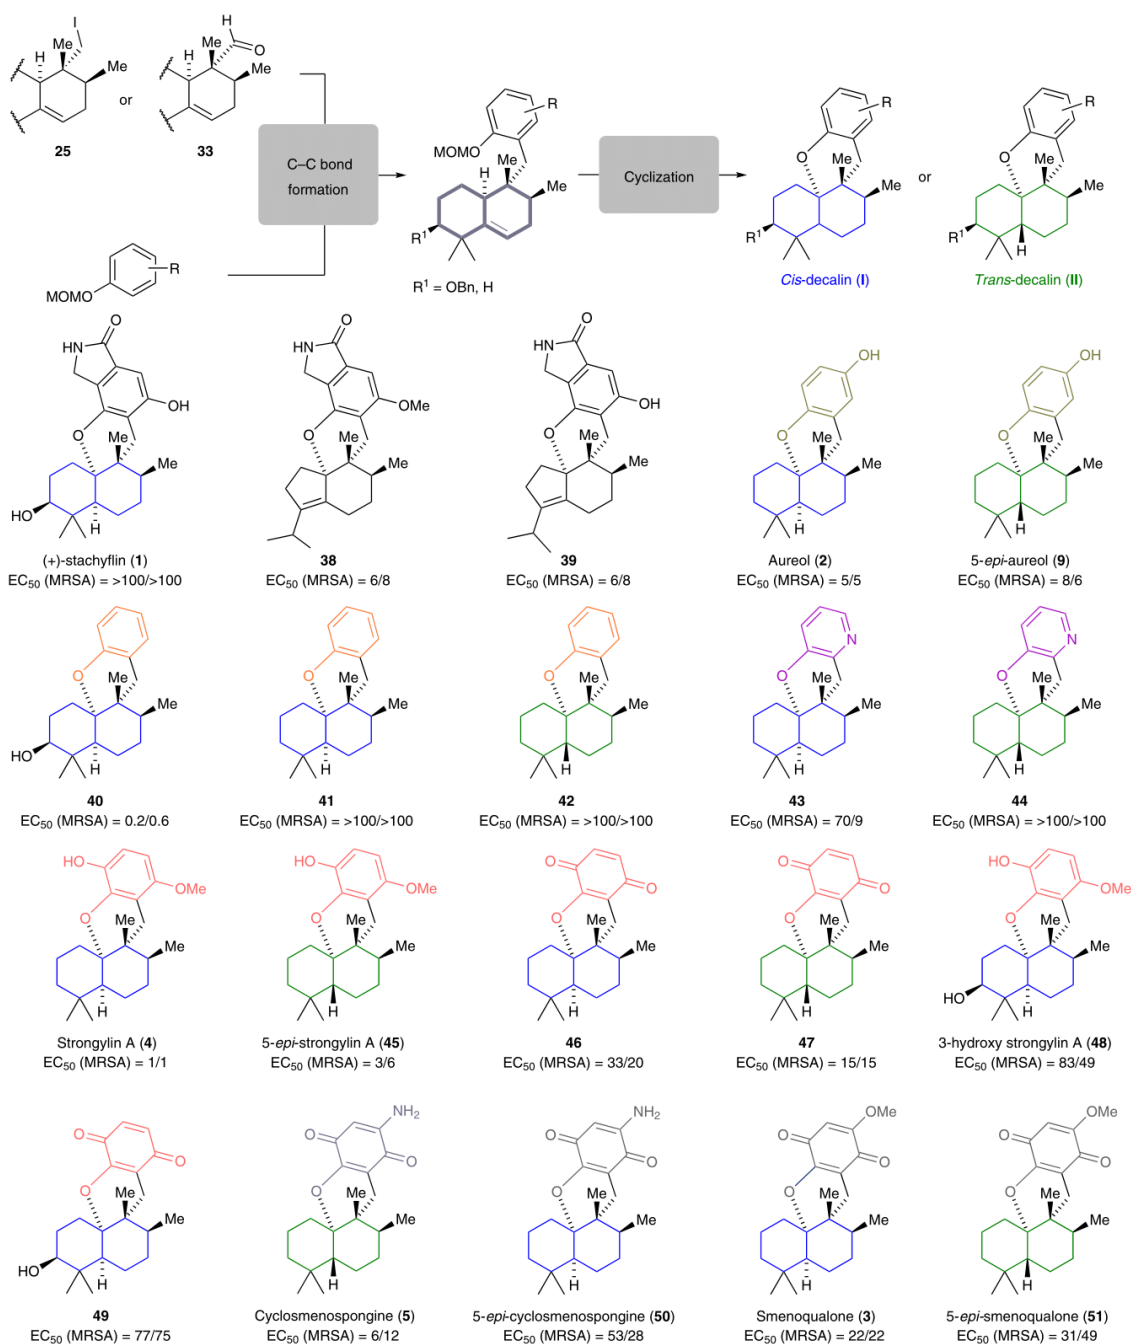 I
Me
H
Me
or
25
H
Me
H
O
Me
33
C–C bond
formation
MOMO
R
MOMO
R
Me
H
Me
R¹
R¹ = OBn, H
Cyclization
R
O
Me
Me
R¹
Cis-decalin (I)
or
R
O
Me
Me
R¹
H
Trans-decalin (II)
O
HN
OH
O
Me
Me
HO
H
(+)-stachyflin (1)
EC₅₀ (MRSA) = >100/>100
O
HN
OMe
O
Me
Me
38
EC₅₀ (MRSA) = 6/8
O
HN
OH
O
Me
Me
39
EC₅₀ (MRSA) = 6/8
OH
O
Me
Me
H
Aureol (2)
EC₅₀ (MRSA) = 5/5
OH
O
Me
Me
H
5-epi-aureol (9)
EC₅₀ (MRSA) = 8/6
O
Me
Me
HO
H
40
EC₅₀ (MRSA) = 0.2/0.6
O
Me
Me
H
41
EC₅₀ (MRSA) = >100/>100
O
Me
Me
H
42
EC₅₀ (MRSA) = >100/>100
N
O
Me
Me
H
43
EC₅₀ (MRSA) = 70/9
N
O
Me
Me
H
44
EC₅₀ (MRSA) = >100/>100
HO
OMe
O
Me
Me
H
Strongylin A (4)
EC₅₀ (MRSA) = 1/1
HO
OMe
O
Me
Me
H
5-epi-strongylin A (45)
EC₅₀ (MRSA) = 3/6
O
O
O
Me
Me
H
46
EC₅₀ (MRSA) = 33/20
O
O
O
Me
Me
H
47
EC₅₀ (MRSA) = 15/15
HO
OMe
O
Me
Me
HO
H
3-hydroxy strongylin A (48)
EC₅₀ (MRSA) = 83/49
O
O
O
Me
Me
HO
H
49
EC₅₀ (MRSA) = 77/75
NH₂
O
O
O
Me
Me
H
Cyclosmenospongine (5)
EC₅₀ (MRSA) = 6/12
NH₂
O
O
O
Me
Me
H
5-epi-cyclosmenospongine (50)
EC₅₀ (MRSA) = 53/28
OMe
O
O
O
Me
Me
H
Smenoqualone (3)
EC₅₀ (MRSA) = 22/22
OMe
O
O
O
Me
Me
H
5-epi-smenoqualone (51)
EC₅₀ (MRSA) = 31/49